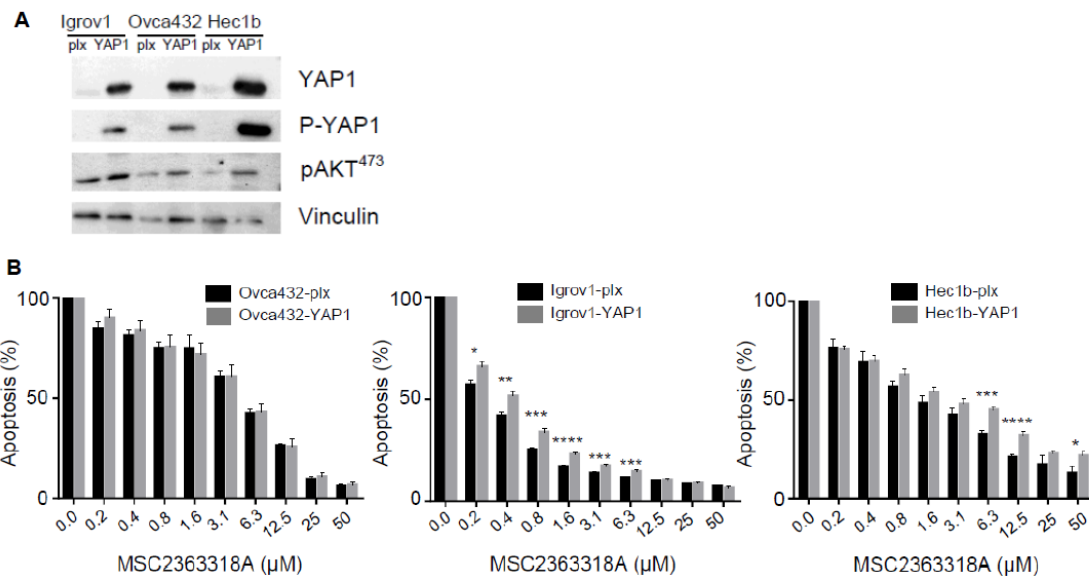 A
Igrov1 Ovca432 Hec1b
plx YAP1 plx YAP1 plx YAP1
YAP1
P-YAP1
pAKT473
Vinculin
B
Apoptosis (%)
100
50
0
Ovca432-plx
Ovca432-YAP1
0.0 0.2 0.4 0.8 1.6 3.1 6.3 12.5 25 50
MSC2363318A (µM)
Apoptosis (%)
100
50
0
Igrov1-plx
Igrov1-YAP1
* ** *** **** *** ***
0.0 0.2 0.4 0.8 1.6 3.1 6.3 12.5 25 50
MSC2363318A (µM)
Apoptosis (%)
100
50
0
Hec1b-plx
Hec1b-YAP1
*** **** *
0.0 0.2 0.4 0.8 1.6 3.1 6.3 12.5 25 50
MSC2363318A (µM)